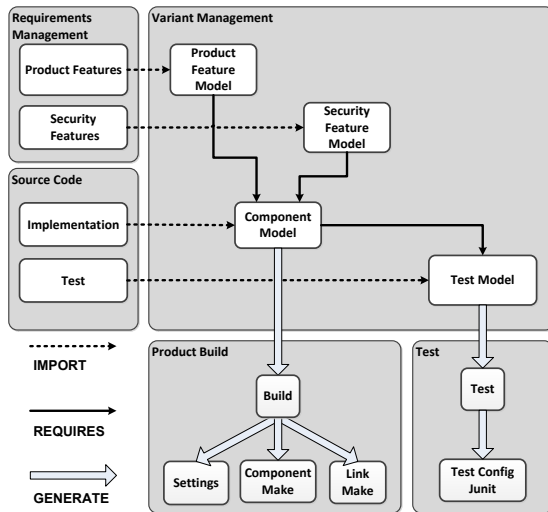 Requirements
Management
Product Features
Security
Features
Variant Management
Product
Feature
Model
Security
Feature
Model
Source Code
Implementation
Test
Component
Model
Test Model
IMPORT
REQUIRES
GENERATE
Product Build
Build
Settings
Component
Make
Link
Make
Test
Test
Test Config
Junit